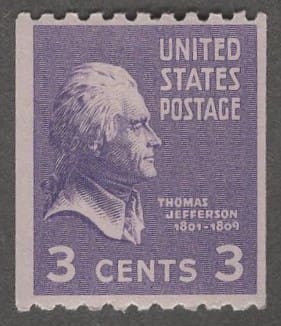 UNITED
STATES
POSTAGE
THOMAS
JEFFERSON
1801-1809
3 CENTS 3